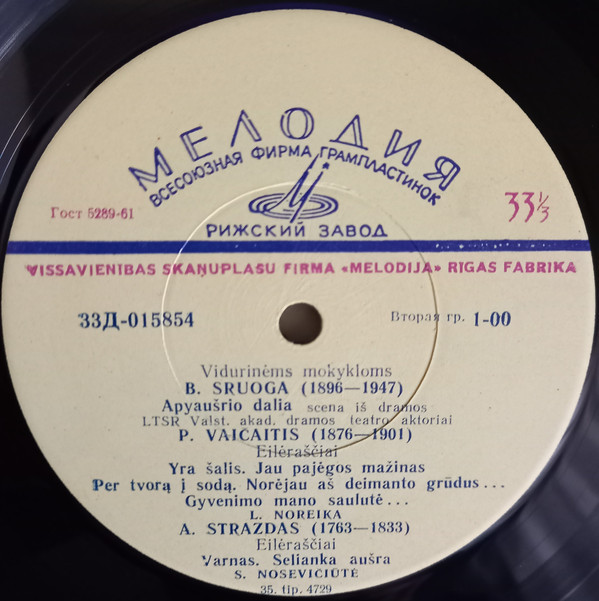 МЕЛОДИЯ
ВСЕСОЮЗНАЯ ФИРМА ГРАМПЛАСТИНОК
Гост 5289-61
33⅓
РИЖСКИЙ ЗАВОД
VISSAVIENIBAS SKAŅUPLAŠU FIRMA «MELODIJA» RIGAS FABRIKA
33Д-015854
Вторая гр. 1-00
Vidurinėms mokykloms
B. SRUOGA (1896—1947)
Apyaušrio dalia scena iš dramos
LTSR Valst. akad. dramos teatro aktoriai
P. VAIČAITIS (1876—1901)
Eilėraščiai
Yra šalis. Jau pajėgos mažinas
Per tvorą į sodą. Norėjau aš deimanto grūdus...
Gyvenimo mano saulutė...
L. NOREIKA
A. STRAZDAS (1763—1833)
Eilėraščiai
Varnas. Selianka aušra
S. NOSEVIČIŪTĖ
35. tip. 4729